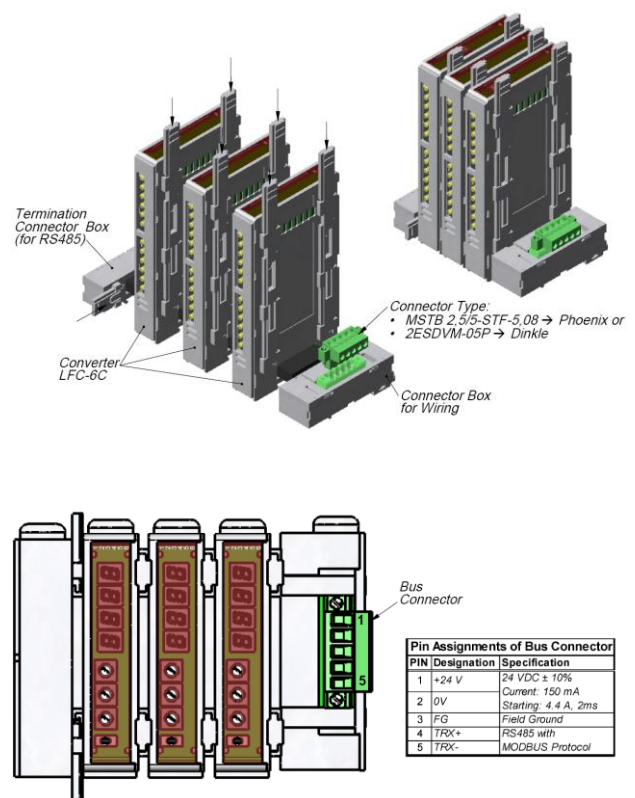 Termination
Connector Box
(for RS485)
Connector Type:
• MSTB 2,5/5-STF-5,08 → Phoenix or
• 2ESDVM-05P → Dinkle
Converter
LFC-6C
Connector Box
for Wiring
Bus
Connector
1
5
Pin Assignments of Bus Connector
PIN Designation Specification
1 +24 V 24 VDC ± 10%
Current: 150 mA
2 0V Starting: 4.4 A, 2ms
3 FG Field Ground
4 TRX+ RS485 with
5 TRX- MODBUS Protocol